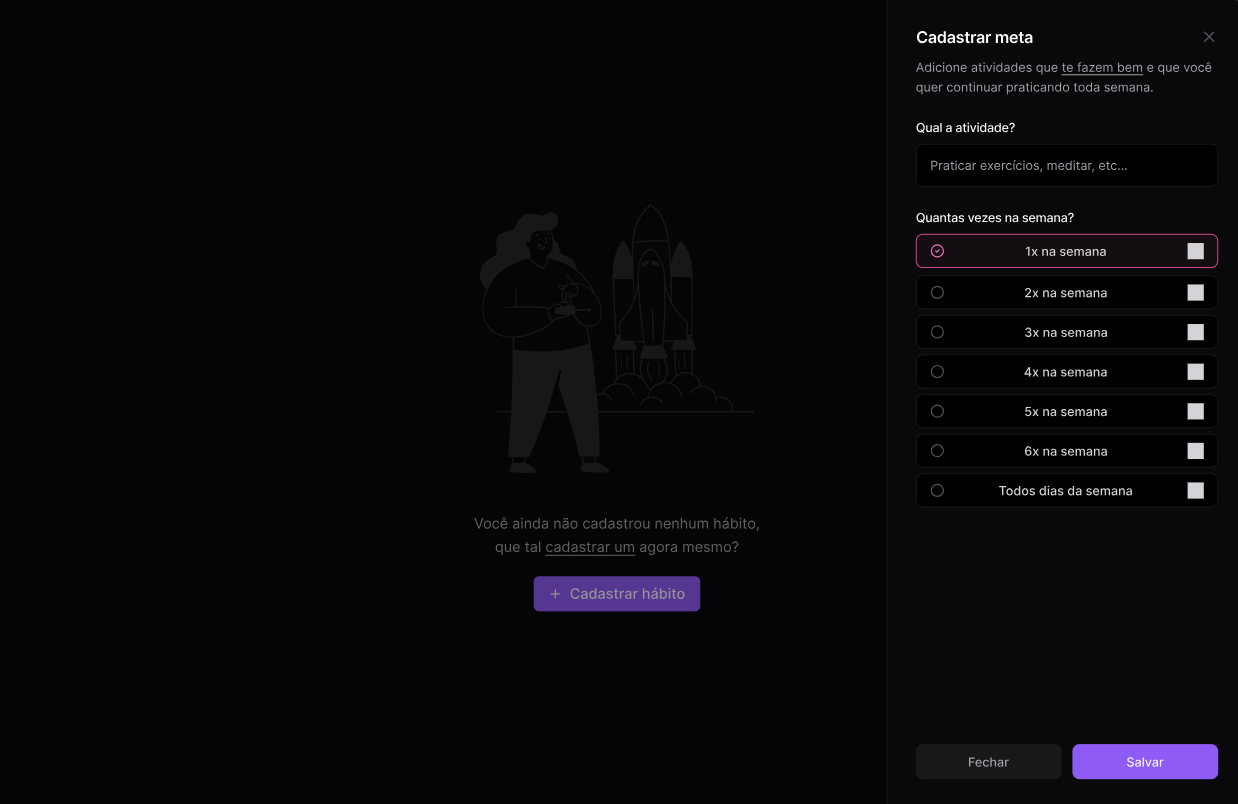 Cadastrar meta
Adicione atividades que te fazem bem e que você
quer continuar praticando toda semana.
Qual a atividade?
Praticar exercícios, meditar, etc...
Quantas vezes na semana?
1x na semana
2x na semana
3x na semana
4x na semana
5x na semana
6x na semana
Todos dias da semana
Você ainda não cadastrou nenhum hábito,
que tal cadastrar um agora mesmo?
+ Cadastrar hábito
Fechar
Salvar